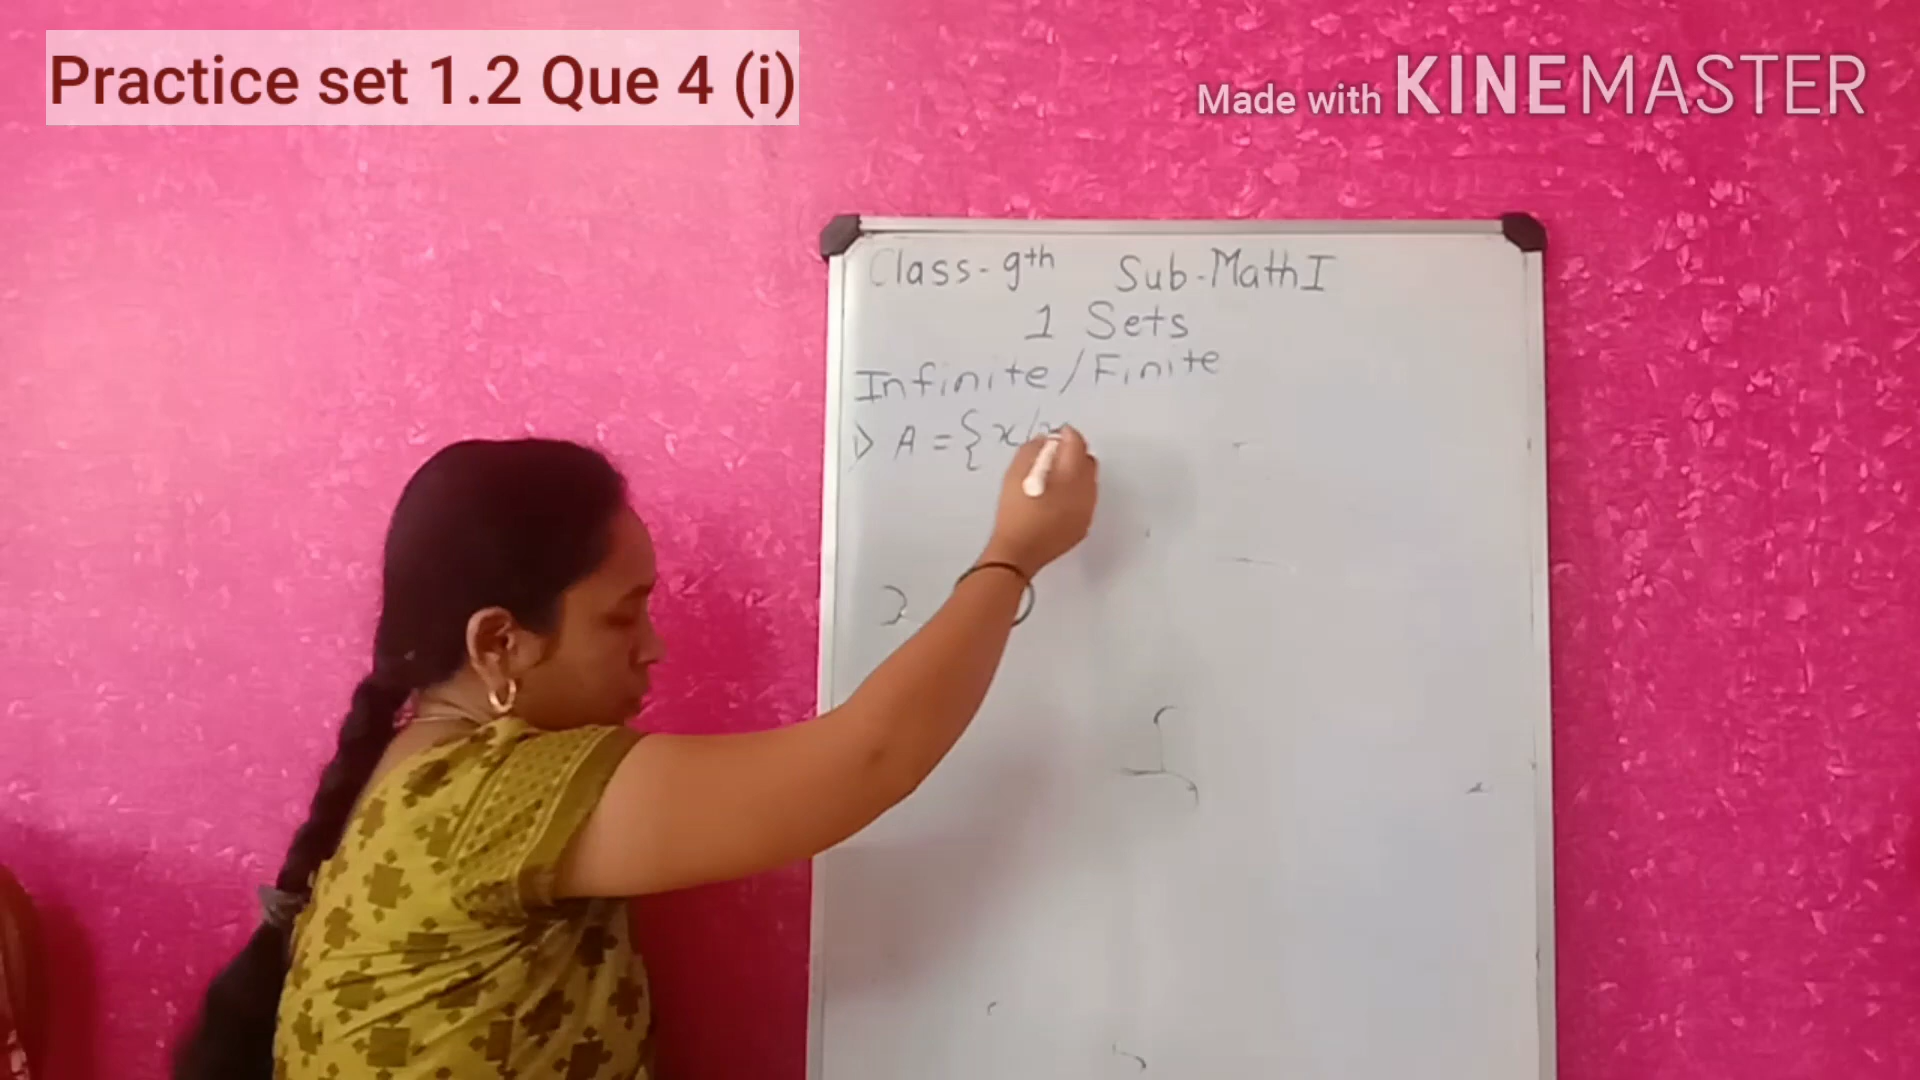 Practice set 1.2 Que 4 (i)
Made with KINEMASTER
Class-9th Sub-Math I
1 Sets
Infinite/Finite
1) A = {x/x